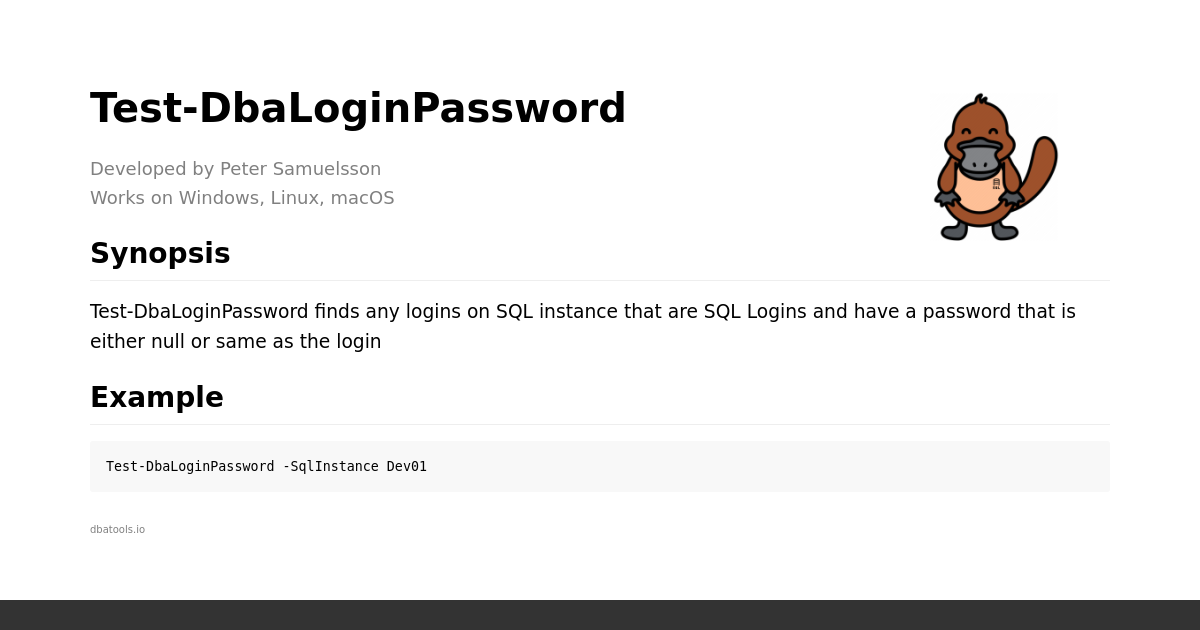 Test-DbaLoginPassword
Developed by Peter Samuelsson
Works on Windows, Linux, macOS
Synopsis
Test-DbaLoginPassword finds any logins on SQL instance that are SQL Logins and have a password that is
either null or same as the login
Example
Test-DbaLoginPassword -SqlInstance Dev01
dbatools.io